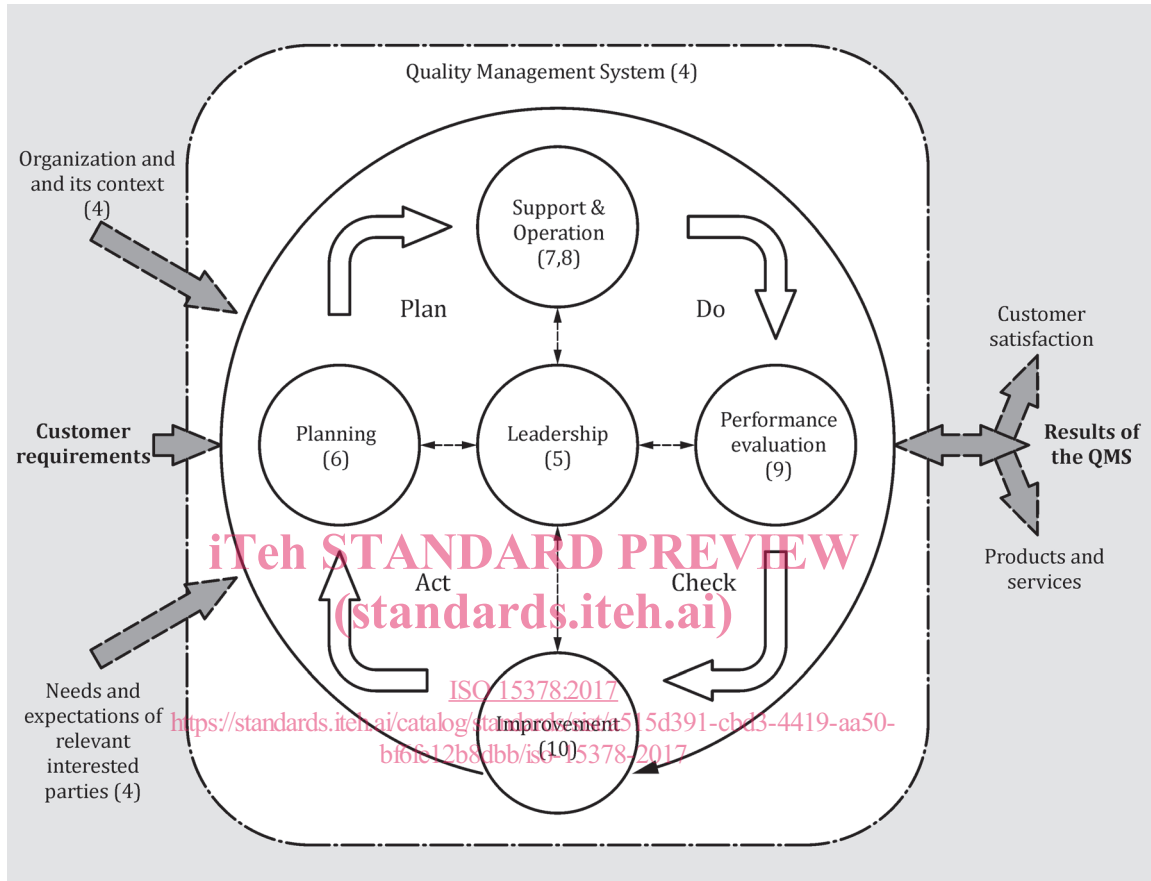 Quality Management System (4)
Organization and
and its context
(4)
Support &
Operation
(7,8)
Plan
Do
Customer
satisfaction
Customer
requirements
Planning
(6)
Leadership
(5)
Performance
evaluation
(9)
Results of
the QMS
iTeh STANDARD PREVIEW
Act
Check
(standards.iteh.ai)
Products and
services
Needs and
expectations of
relevant
interested
parties (4)
ISO 15378:2017
Improvement
(10)